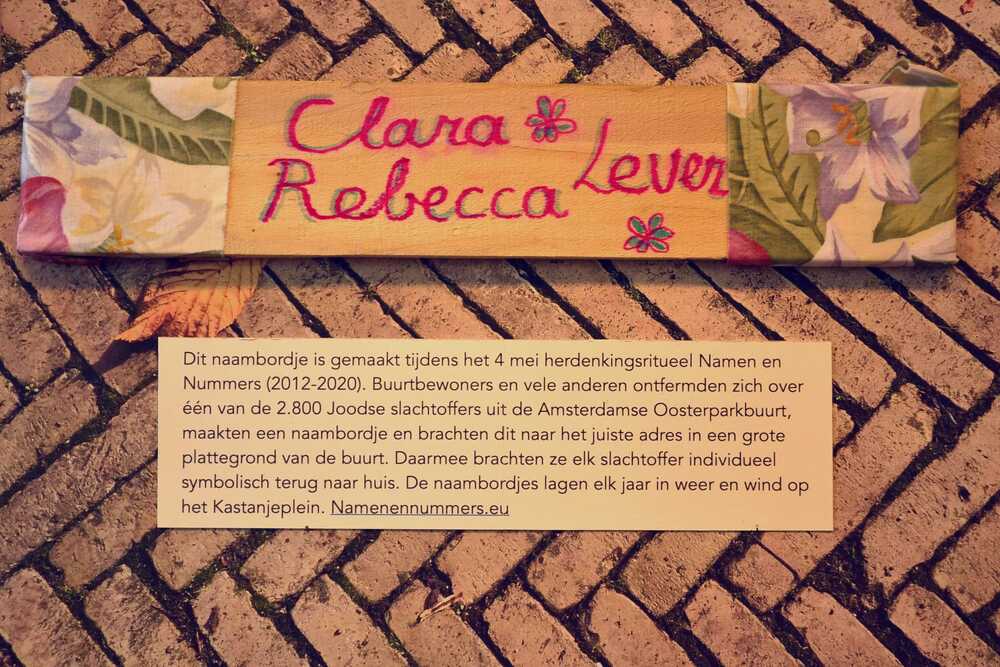 Clara
Rebecca Lever
Dit naambordje is gemaakt tijdens het 4 mei herdenkingsritueel Namen en
Nummers (2012-2020). Buurtbewoners en vele anderen ontfermden zich over
één van de 2.800 Joodse slachtoffers uit de Amsterdamse Oosterparkbuurt,
maakten een naambordje en brachten dit naar het juiste adres in een grote
plattegrond van de buurt. Daarmee brachten ze elk slachtoffer individueel
symbolisch terug naar huis. De naambordjes lagen elk jaar in weer en wind op
het Kastanjeplein. Namenennummers.eu